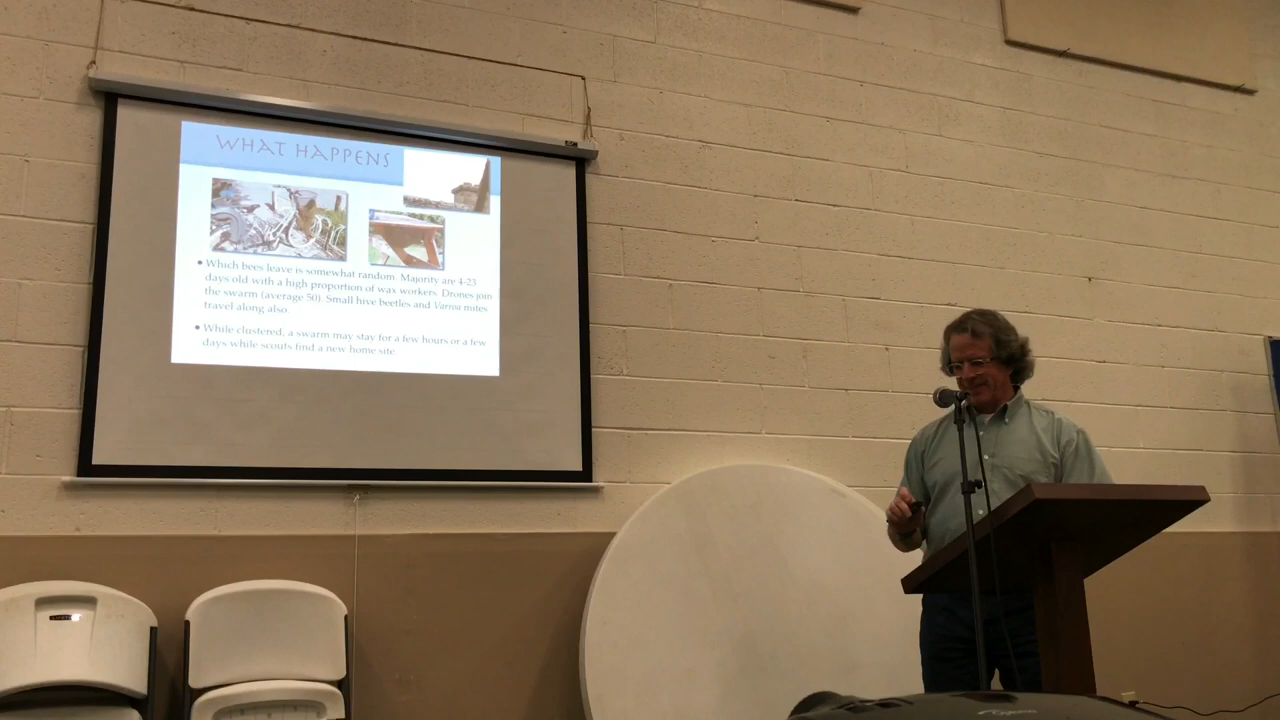 WHAT HAPPENS
• Which bees leave is somewhat random. Majority are 4-23
days old with a high proportion of wax workers. Drones join
the swarm (average 50). Small hive beetles and Varroa mites
travel along also.
• While clustered, a swarm may stay for a few hours or a few
days while scouts find a new home site.